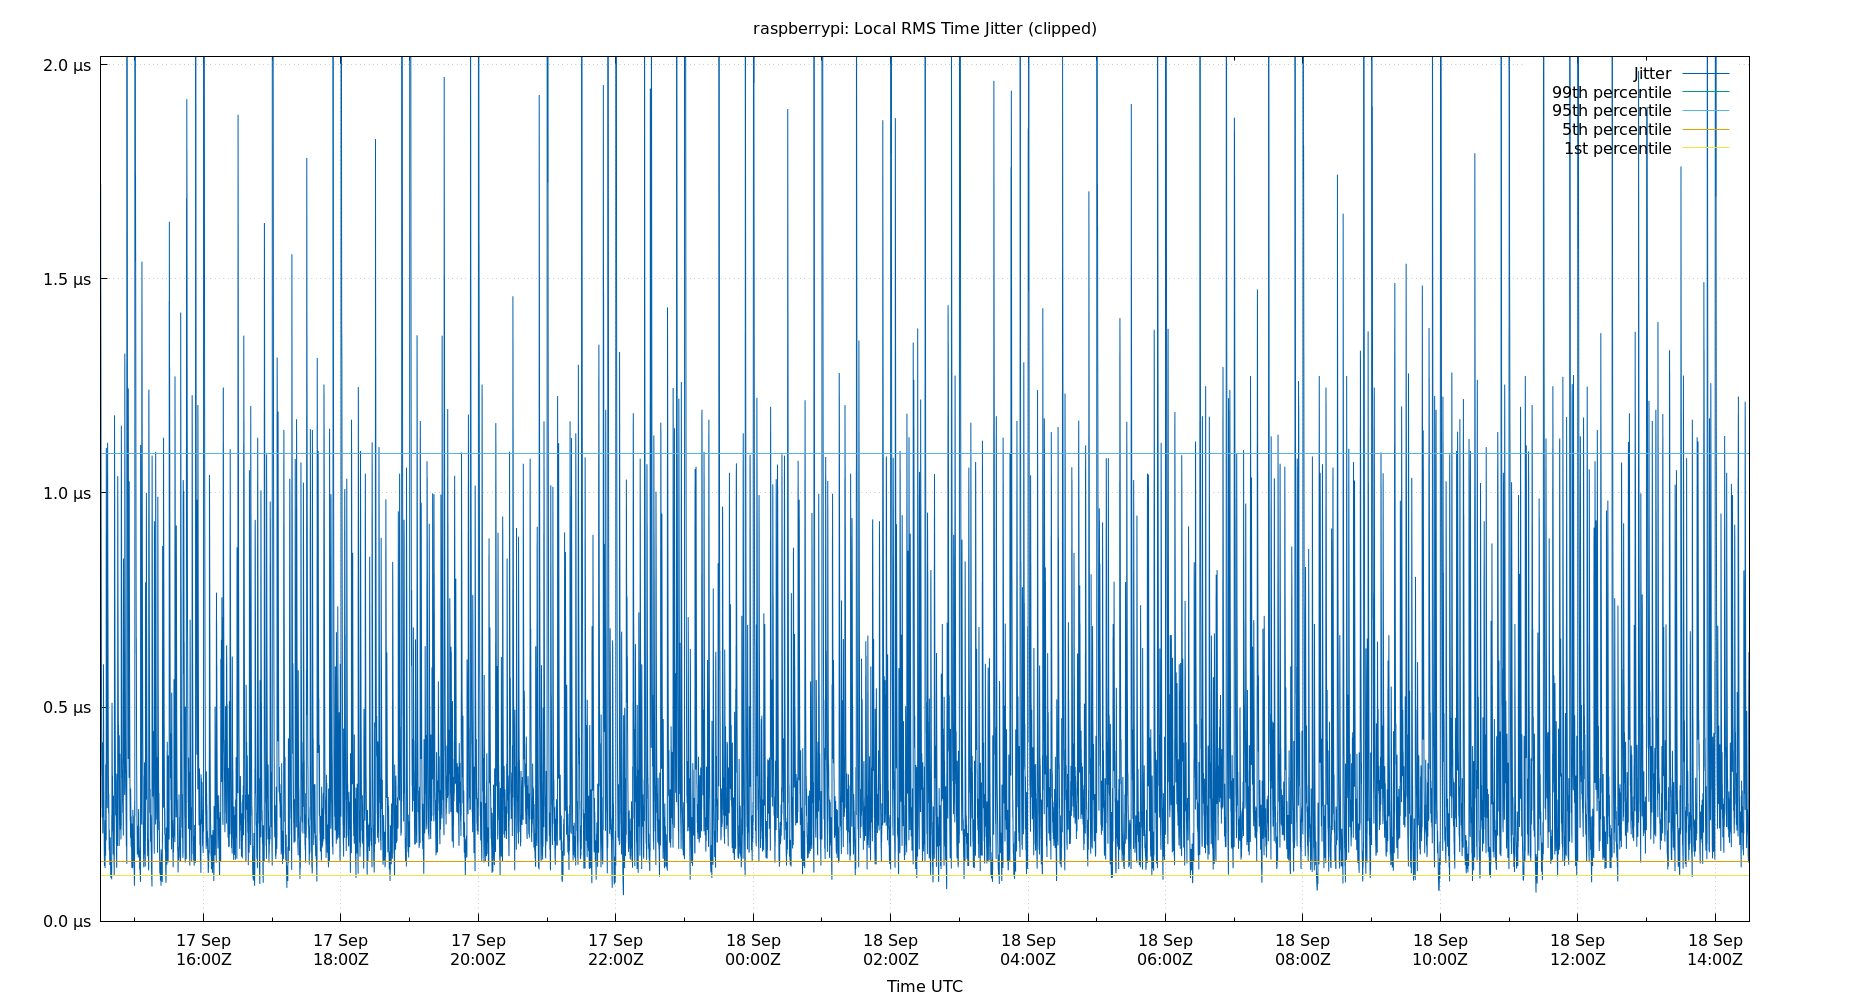 raspberrypi: Local RMS Time Jitter (clipped)
2.0 µs
1.5 µs
1.0 µs
0.5 µs
0.0 µs
Jitter
99th percentile
95th percentile
5th percentile
1st percentile
17 Sep
16:00Z
17 Sep
18:00Z
17 Sep
20:00Z
17 Sep
22:00Z
18 Sep
00:00Z
18 Sep
02:00Z
18 Sep
04:00Z
18 Sep
06:00Z
18 Sep
08:00Z
18 Sep
10:00Z
18 Sep
12:00Z
18 Sep
14:00Z
Time UTC